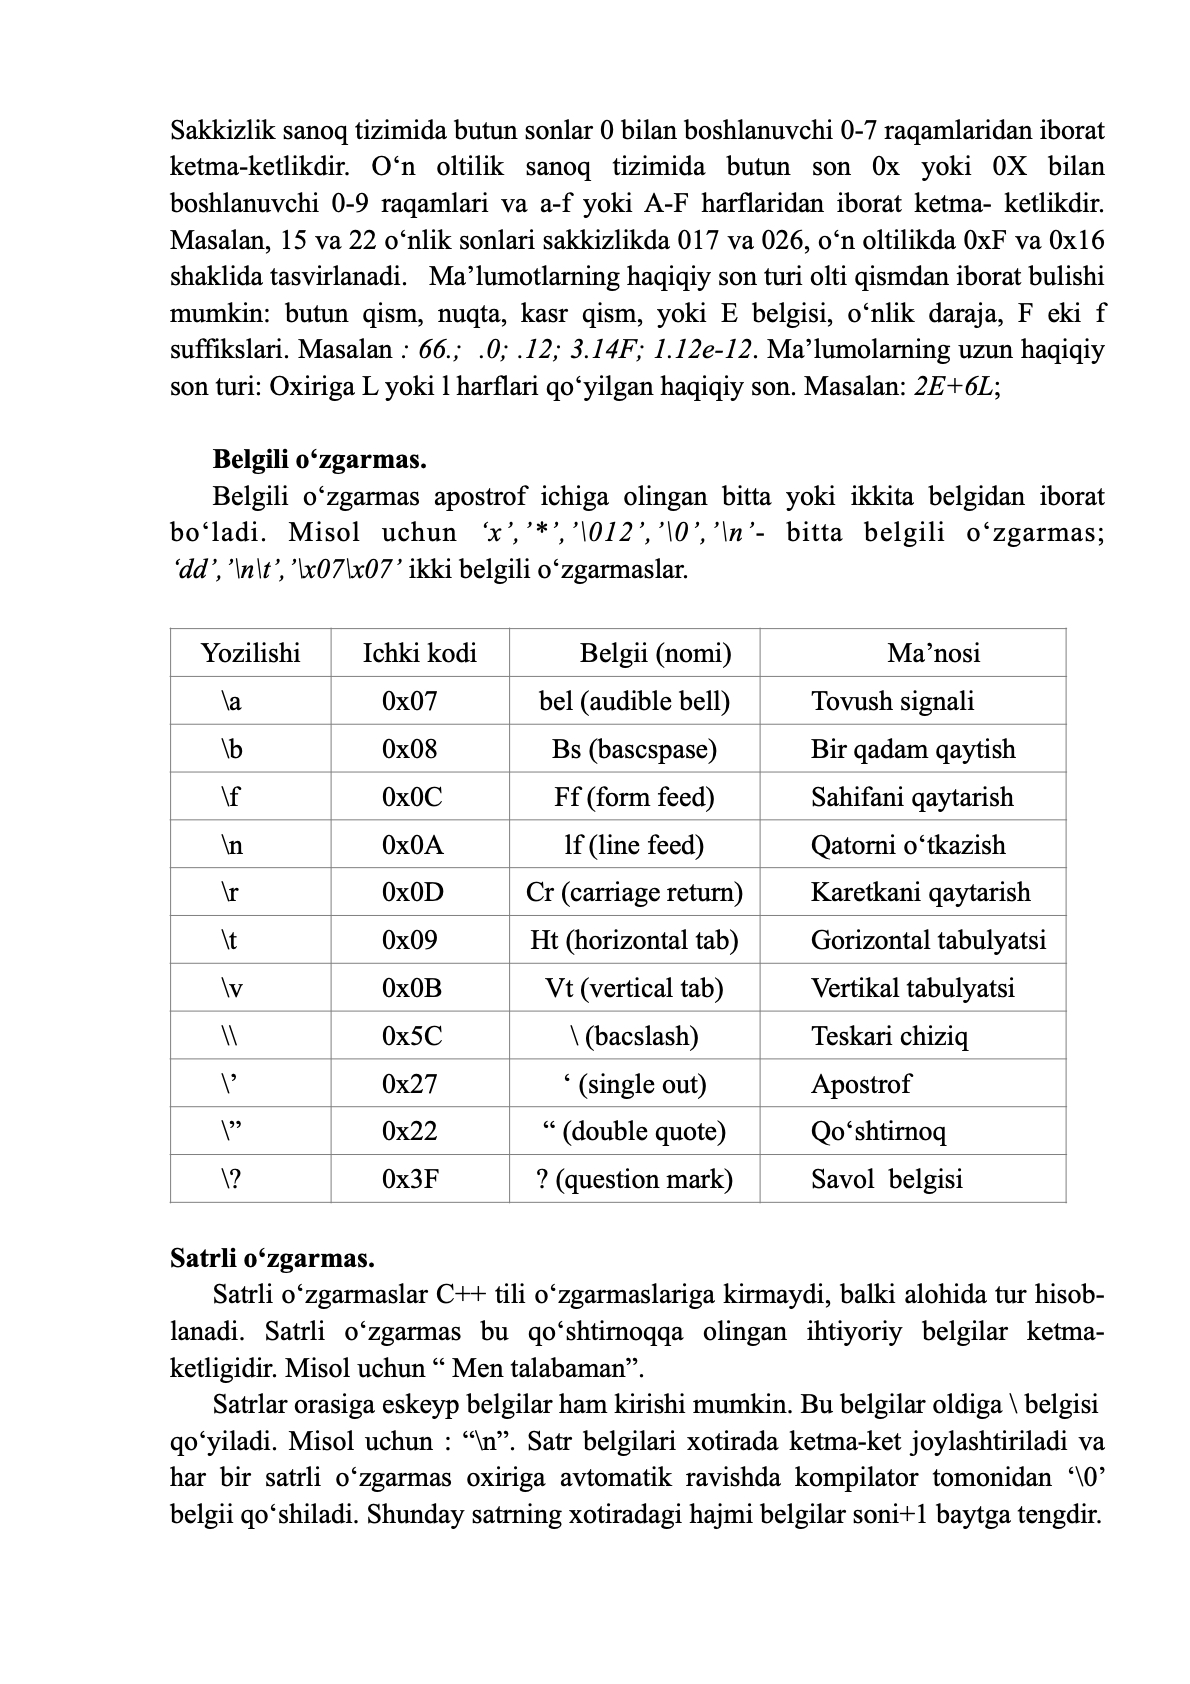 Sakkizlik sanoq tizimida butun sonlar 0 bilan boshlanuvchi 0-7 raqamlaridan iborat
ketma-ketlikdir. O‘n oltilik sanoq tizimida butun son 0x yoki 0X bilan
boshlanuvchi 0-9 raqamlari va a-f yoki A-F harflaridan iborat ketma- ketlikdir.
Masalan, 15 va 22 o‘nlik sonlari sakkizlikda 017 va 026, o‘n oltilikda 0xF va 0x16
shaklida tasvirlanadi. Ma’lumotlarning haqiqiy son turi olti qismdan iborat bulishi
mumkin: butun qism, nuqta, kasr qism, yoki E belgisi, o‘nlik daraja, F eki f
suffikslari. Masalan : 66.; .0; .12; 3.14F; 1.12e-12. Ma’lumolarning uzun haqiqiy
son turi: Oxiriga L yoki l harflari qo‘yilgan haqiqiy son. Masalan: 2E+6L;
Belgili o‘zgarmas.
Belgili o‘zgarmas apostrof ichiga olingan bitta yoki ikkita belgidan iborat
bo‘ladi. Misol uchun ‘x’,’*’,’\012’,’\0’,’\n’- bitta belgili o‘zgarmas;
‘dd’,’\n\t’,’\x07\x07’ ikki belgili o‘zgarmaslar.
Yozilishi Ichki kodi Belgii (nomi) Ma’nosi
\a 0x07 bel (audible bell) Tovush signali
\b 0x08 Bs (bascspase) Bir qadam qaytish
\f 0x0C Ff (form feed) Sahifani qaytarish
\n 0x0A lf (line feed) Qatorni o‘tkazish
\r 0x0D Cr (carriage return) Karetkani qaytarish
\t 0x09 Ht (horizontal tab) Gorizontal tabulyatsi
\v 0x0B Vt (vertical tab) Vertikal tabulyatsi
\\ 0x5C \ (bacslash) Teskari chiziq
\’ 0x27 ‘ (single out) Apostrof
\” 0x22 “ (double quote) Qo‘shtirnoq
\? 0x3F ? (question mark) Savol belgisi
Satrli o‘zgarmas.
Satrli o‘zgarmaslar C++ tili o‘zgarmaslariga kirmaydi, balki alohida tur hisob-
lanadi. Satrli o‘zgarmas bu qo‘shtirnoqqa olingan ihtiyoriy belgilar ketma-
ketligidir. Misol uchun “ Men talabaman”.
Satrlar orasiga eskeyp belgilar ham kirishi mumkin. Bu belgilar oldiga \ belgisi
qo‘yiladi. Misol uchun : “\n”. Satr belgilari xotirada ketma-ket joylashtiriladi va
har bir satrli o‘zgarmas oxiriga avtomatik ravishda kompilator tomonidan ‘\0’
belgii qo‘shiladi. Shunday satrning xotiradagi hajmi belgilar soni+1 baytga tengdir.